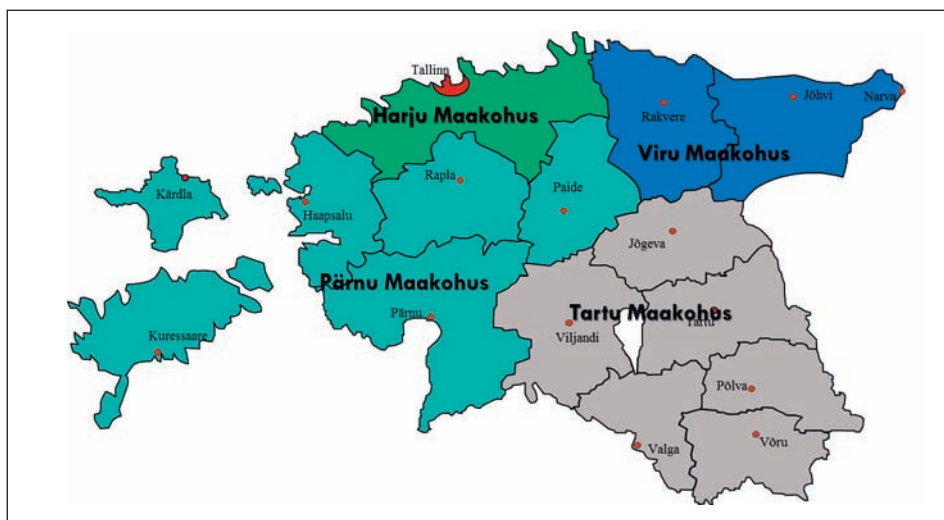 Tallinn
Harju Maakohus
Rakvere
Jõhvi
Narva
Viru Maakohus
Kärdla
Haapsalu
Rapla
Paide
Jõgeva
Pärnu Maakohus
Pärnu
Tartu Maakohus
Tartu
Viljandi
Kuressaare
Põlva
Valga
Võru